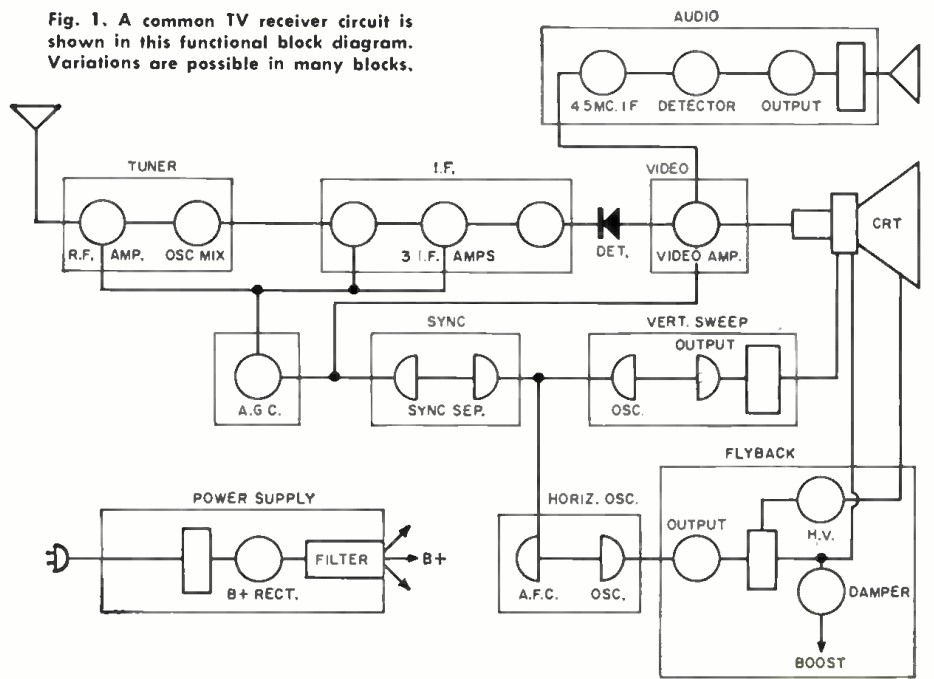 Fig. 1. A common TV receiver circuit is
shown in this functional block diagram.
Variations are possible in many blocks.
AUDIO
4 5MC. I F
DETECTOR
OUTPUT
TUNER
R.F. AMP.
OSC MIX
I.F.
3 I.F. AMPS
DET.
VIDEO
VIDEO AMP.
CRT
A.G C.
SYNC
SYNC SEP.
VERT. SWEEP
OUTPUT
OSC.
POWER SUPPLY
FILTER
B+
B+ RECT.
HORIZ. OSC.
A.F.C.
OSC.
FLYBACK
OUTPUT
H.V.
DAMPER
BOOST